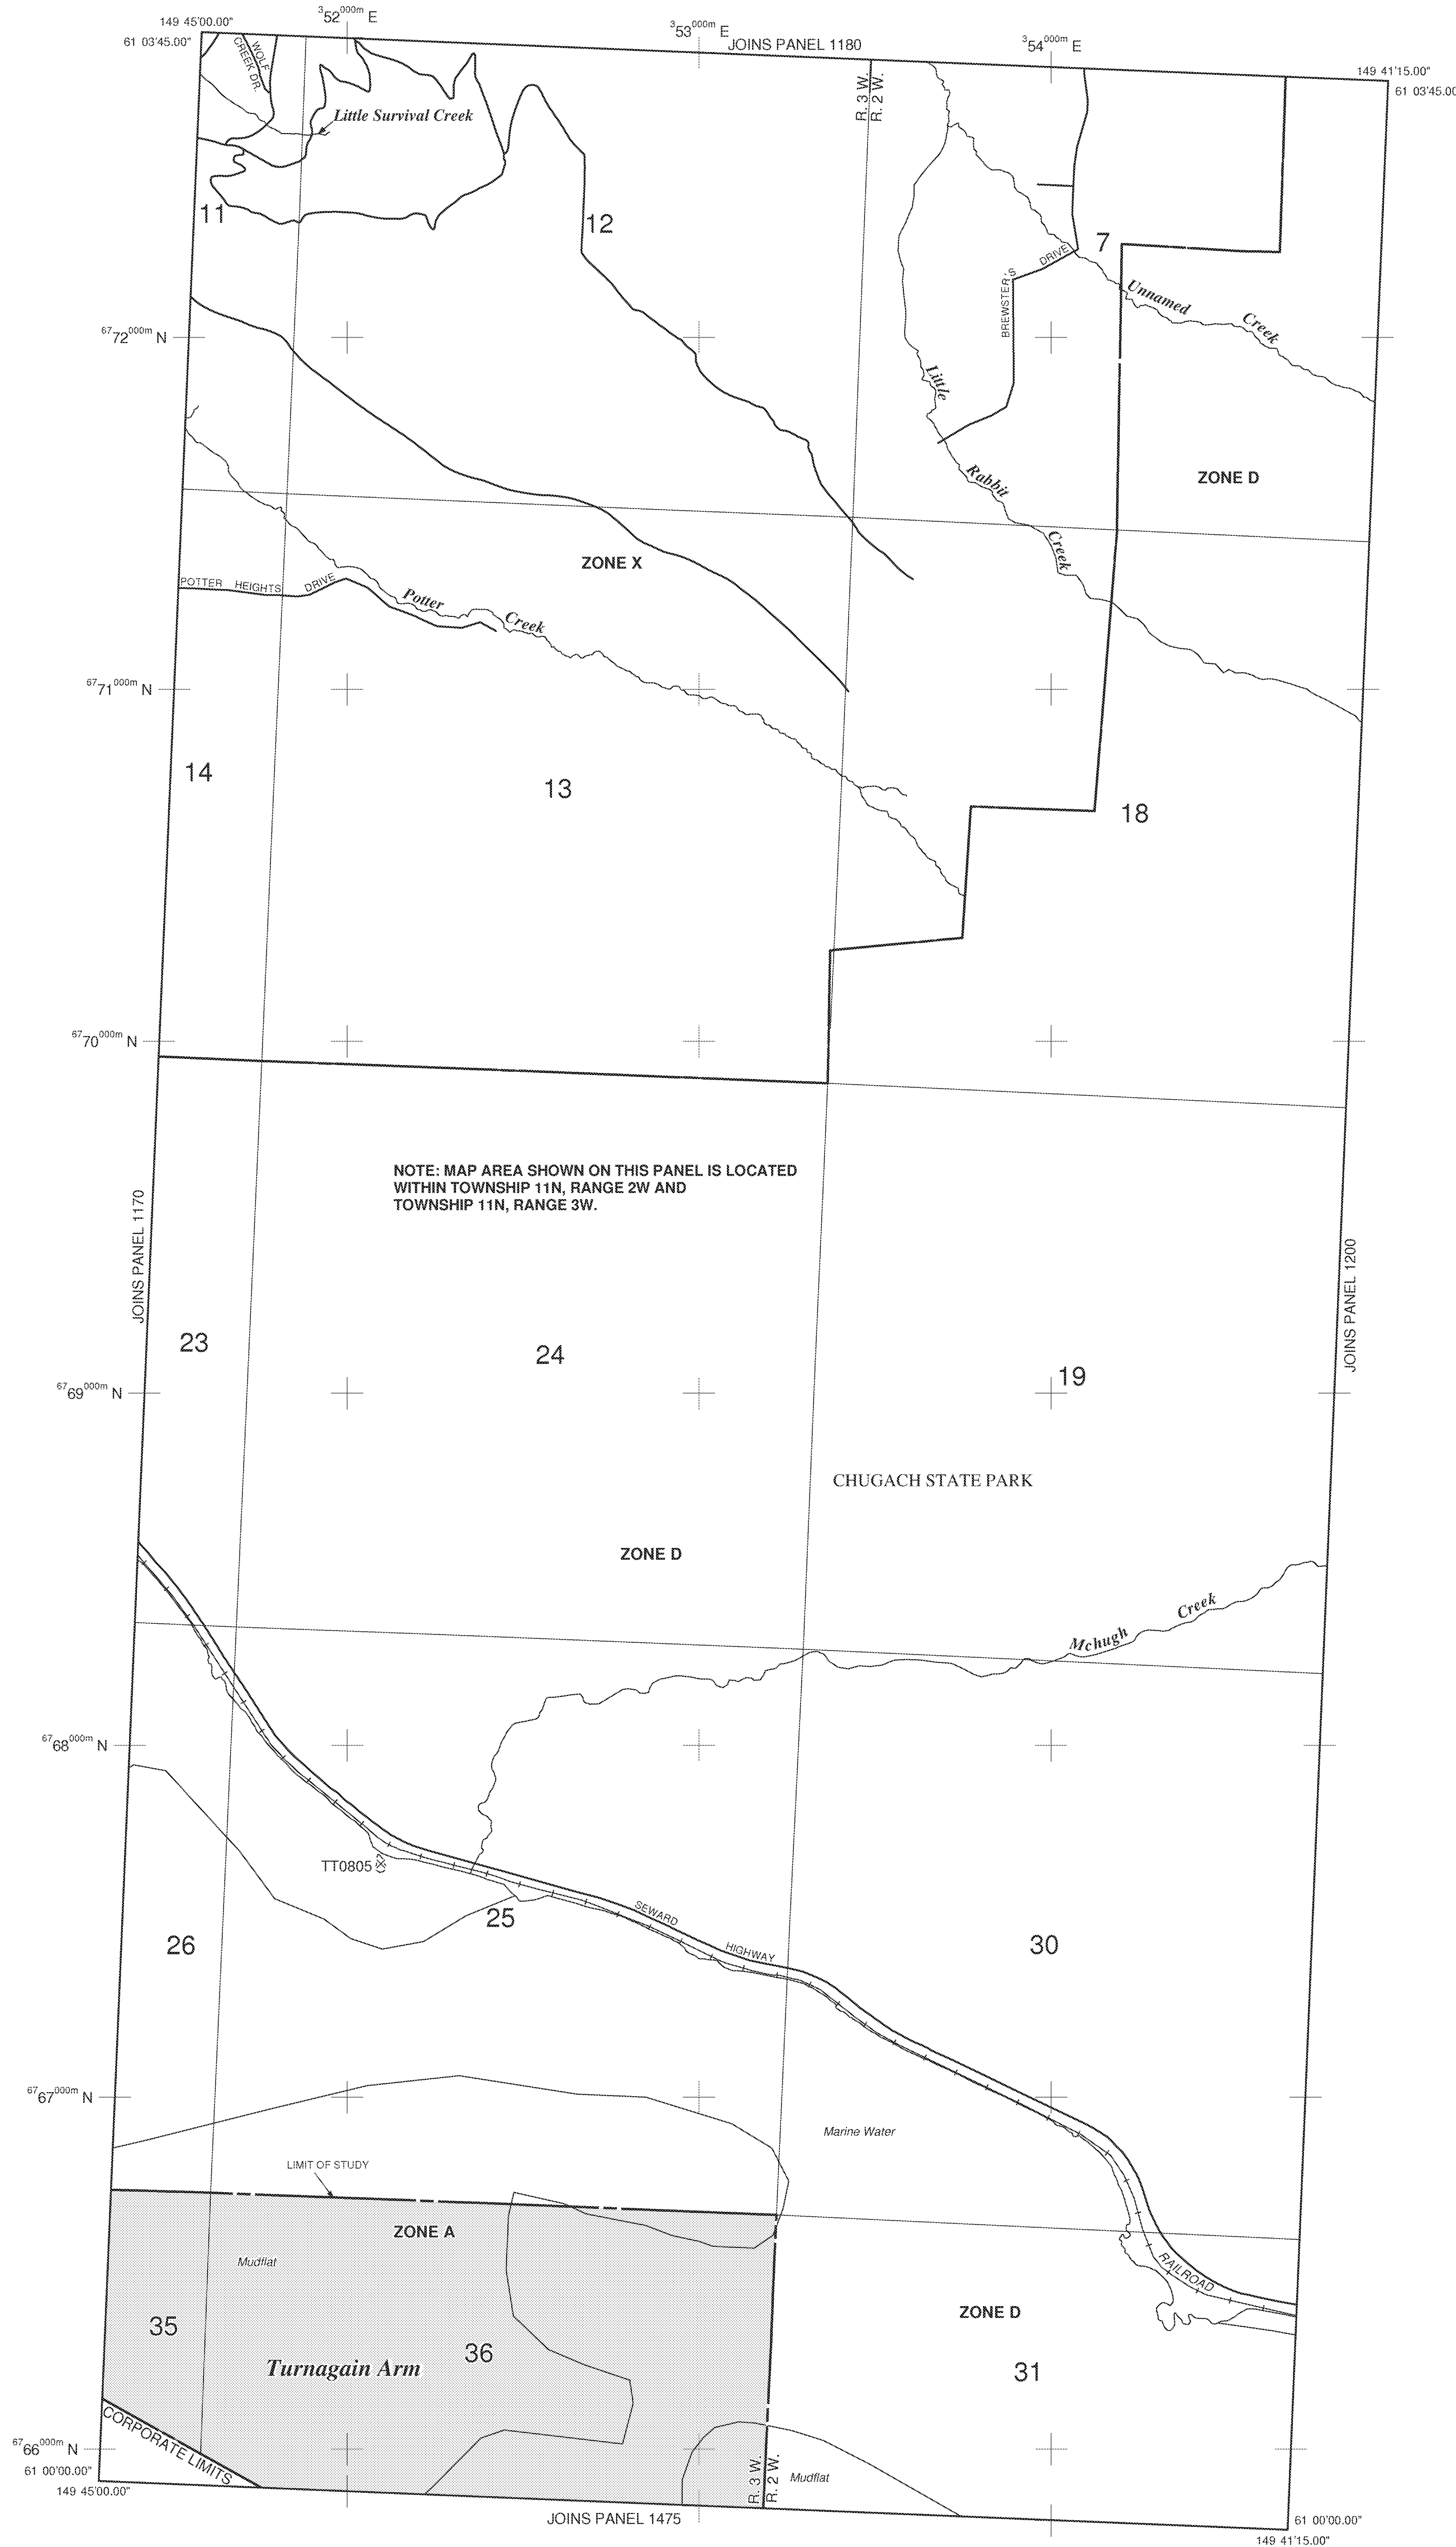 149 45'00.00"
352000m E
353000m E
JOINS PANEL 1180
354000m E
149 41'15.00"
61 03'45.00"
61 03'45.00
WOLF
CREEK DR.
Little Survival Creek
R. 3 W.
R. 2 W.
11
12
7
BREWSTER'S DRIVE
Unnamed Creek
6772000m N
Little Rabbit Creek
ZONE D
ZONE X
POTTER HEIGHTS DRIVE
Potter Creek
6771000m N
14
13
18
6770000m N
NOTE: MAP AREA SHOWN ON THIS PANEL IS LOCATED
WITHIN TOWNSHIP 11N, RANGE 2W AND
TOWNSHIP 11N, RANGE 3W.
JOINS PANEL 1170
JOINS PANEL 1200
23
24
19
6769000m N
CHUGACH STATE PARK
ZONE D
Mchugh Creek
6768000m N
TT0805
25
SEWARD HIGHWAY
26
30
6767000m N
Marine Water
LIMIT OF STUDY
ZONE A
Mudflat
RAILROAD
ZONE D
35
36
Turnagain Arm
31
CORPORATE LIMITS
6766000m N
R. 3 W.
R. 2 W.
Mudflat
61 00'00.00"
149 45'00.00"
JOINS PANEL 1475
61 00'00.00"
149 41'15.00"